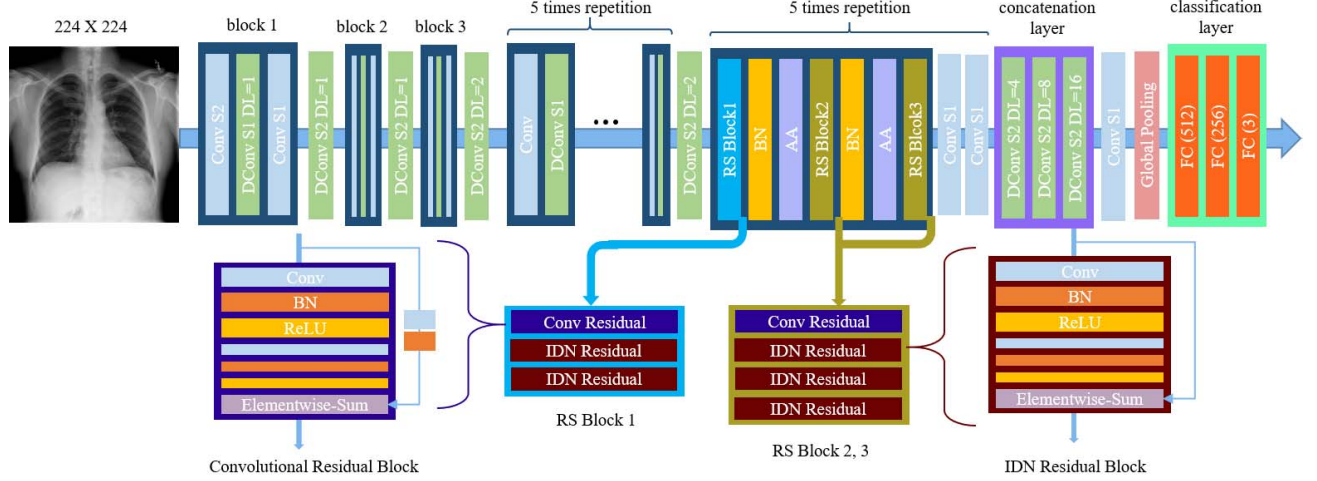 224 X 224
block 1
block 2
block 3
5 times repetition
5 times repetition
concatenation
layer
classification
layer
Conv S2
DConv S1 DL=1
Conv S1
DConv S2 DL=1
DConv S2 DL=1
DConv S2 DL=2
Conv
DConv S1
...
DConv S2 DL=2
RS Block1
BN
AA
RS Block2
BN
AA
RS Blcok3
Conv S1
Conv S1
DConv S2 DL=4
DConv S2 DL=8
DConv S2 DL=16
Conv S1
Global Pooling
FC (512)
FC (256)
FC (3)
Conv
BN
ReLU
Elementwise-Sum
Convolutional Residual Block
Conv Residual
IDN Residual
IDN Residual
RS Block 1
Conv Residual
IDN Residual
IDN Residual
IDN Residual
RS Block 2, 3
Conv
BN
ReLU
Elementwise-Sum
IDN Residual Block